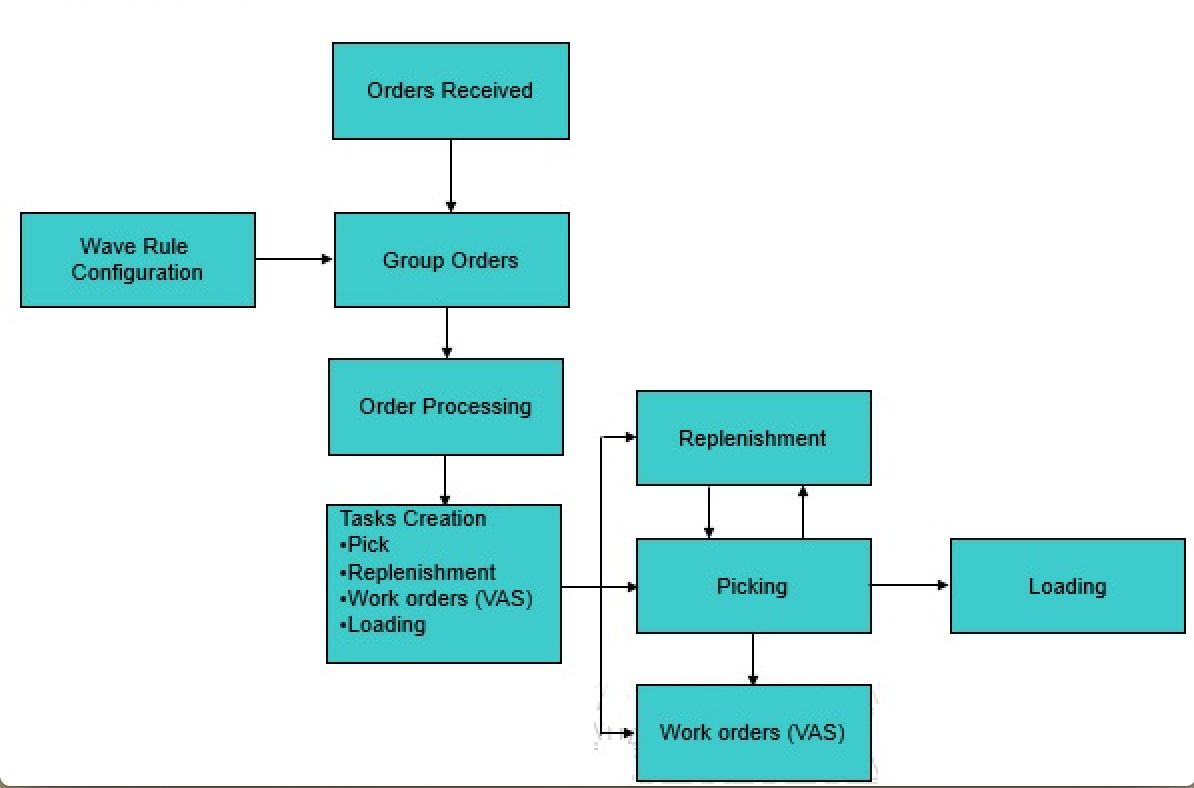 Orders Received
Wave Rule
Configuration
Group Orders
Order Processing
Replenishment
Tasks Creation
•Pick
•Replenishment
•Work orders (VAS)
•Loading
Picking
Loading
Work orders (VAS)